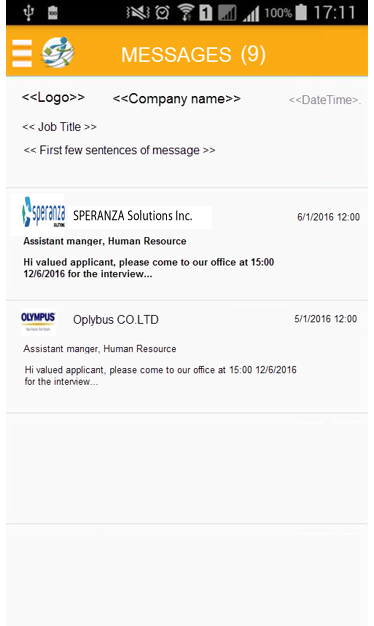 1 100% 17:11
MESSAGES (9)
<<Logo>> <<Company name>> <<DateTime>.
<< Job Title >>
<< First few sentences of message >>
speranza SPERANZA Solutions Inc. 6/1/2016 12:00
SOLUTIONS
Assistant manger, Human Resource
Hi valued applicant, please come to our office at 15:00
12/6/2016 for the interview...
OLYMPUS Oplybus CO.LTD 5/1/2016 12:00
Assistant manger, Human Resource
Hi valued applicant, please come to our office at 15:00 12/6/2016
for the interview...